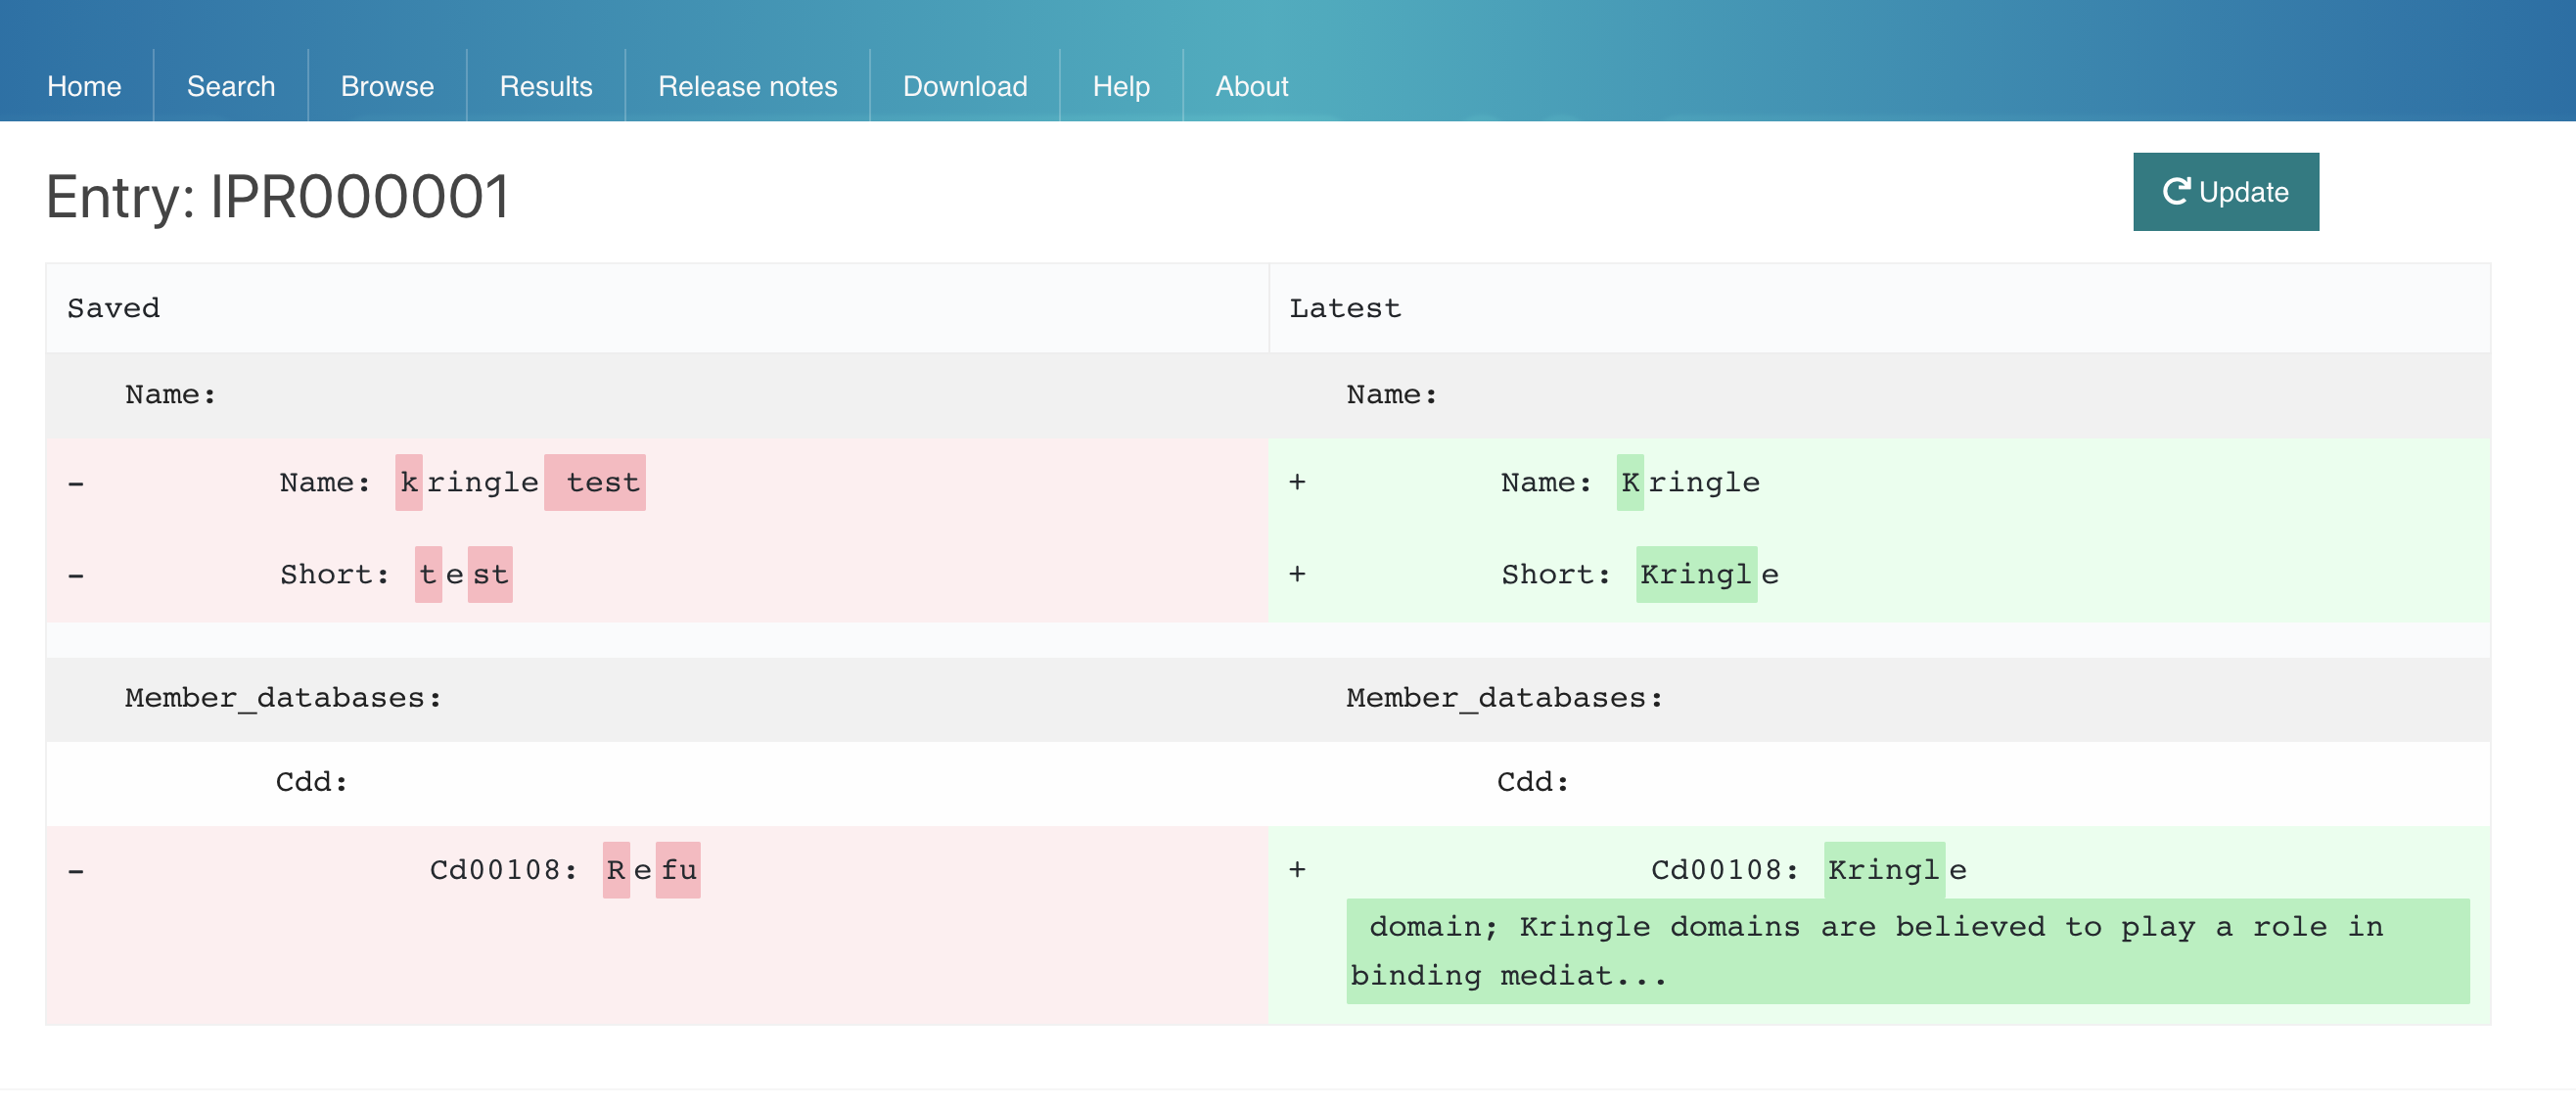 Home Search Browse Results Release notes Download Help About
Entry: IPR000001
Update
Saved Latest
Name: Name:
- Name: kringle test + Name: Kringle
- Short: test + Short: Kringle
Member_databases: Member_databases:
Cdd: Cdd:
- Cd00108: Refu + Cd00108: Kringle
domain; Kringle domains are believed to play a role in
binding mediat...